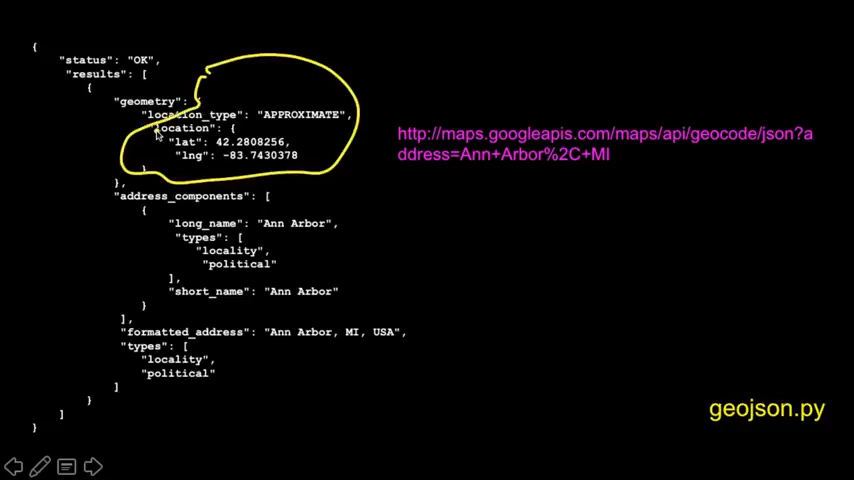 {
"status": "OK",
"results": [
{
"geometry": {
"location_type": "APPROXIMATE",
"location": {
"lat": 42.2808256,
"lng": -83.7430378
}
},
"address_components": [
{
"long_name": "Ann Arbor",
"types": [
"locality",
"political"
],
"short_name": "Ann Arbor"
}
],
"formatted_address": "Ann Arbor, MI, USA",
"types": [
"locality",
"political"
]
}
]
}
http://maps.googleapis.com/maps/api/geocode/json?a
ddress=Ann+Arbor%2C+MI
geojson.py